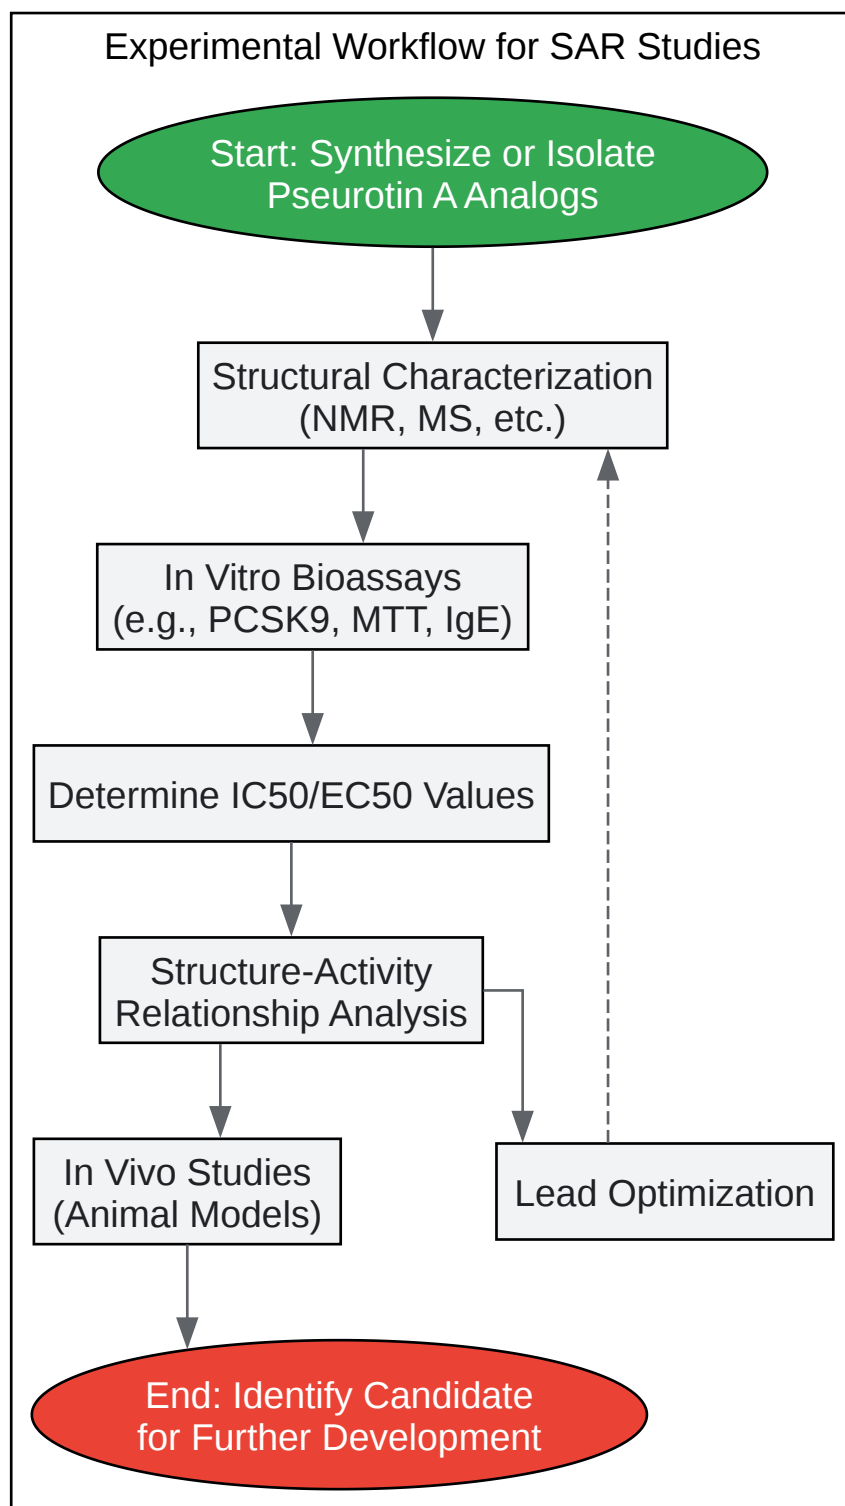 Experimental Workflow for SAR Studies
Start: Synthesize or Isolate
Pseurotin A Analogs
Structural Characterization
(NMR, MS, etc.)
In Vitro Bioassays
(e.g., PCSK9, MTT, IgE)
Determine IC50/EC50 Values
Structure-Activity
Relationship Analysis
In Vivo Studies
(Animal Models)
Lead Optimization
End: Identify Candidate
for Further Development